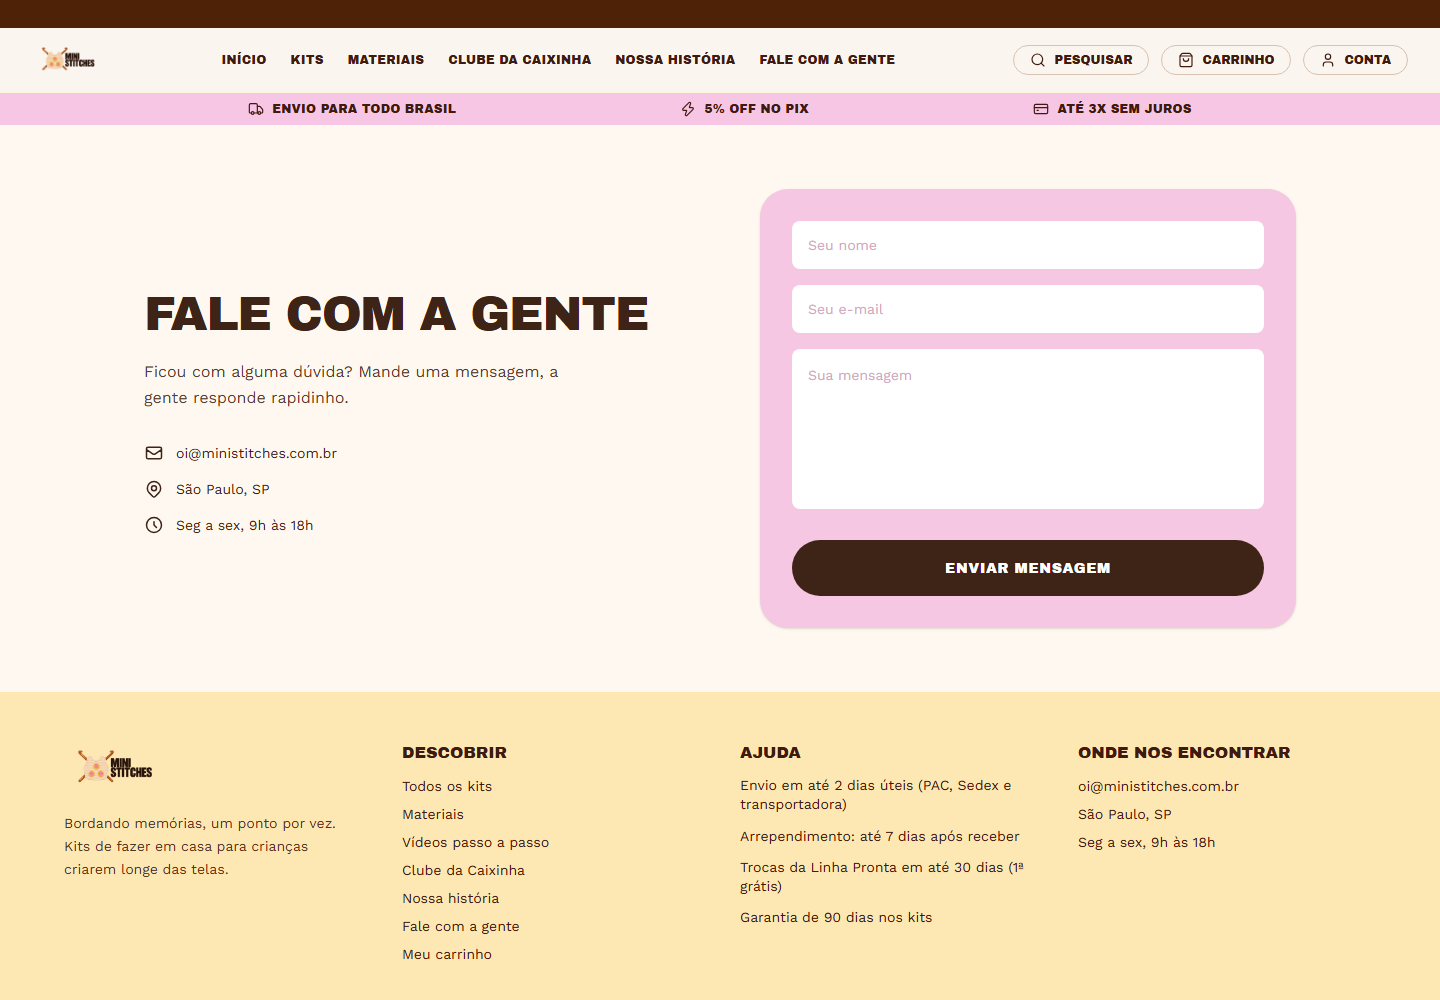 MINI
STITCHES
INÍCIO
KITS
MATERIAIS
CLUBE DA CAIXINHA
NOSSA HISTÓRIA
FALE COM A GENTE
PESQUISAR
CARRINHO
CONTA
ENVIO PARA TODO BRASIL
5% OFF NO PIX
ATÉ 3X SEM JUROS
FALE COM A GENTE
Ficou com alguma dúvida? Mande uma mensagem, a
gente responde rapidinho.
oi@ministitches.com.br
São Paulo, SP
Seg a sex, 9h às 18h
Seu nome
Seu e-mail
Sua mensagem
ENVIAR MENSAGEM
MINI
STITCHES
Bordando memórias, um ponto por vez.
Kits de fazer em casa para crianças
criarem longe das telas.
DESCOBRIR
Todos os kits
Materiais
Vídeos passo a passo
Clube da Caixinha
Nossa história
Fale com a gente
Meu carrinho
AJUDA
Envio em até 2 dias úteis (PAC, Sedex e
transportadora)
Arrependimento: até 7 dias após receber
Trocas da Linha Pronta em até 30 dias (1ª
grátis)
Garantia de 90 dias nos kits
ONDE NOS ENCONTRAR
oi@ministitches.com.br
São Paulo, SP
Seg a sex, 9h às 18h